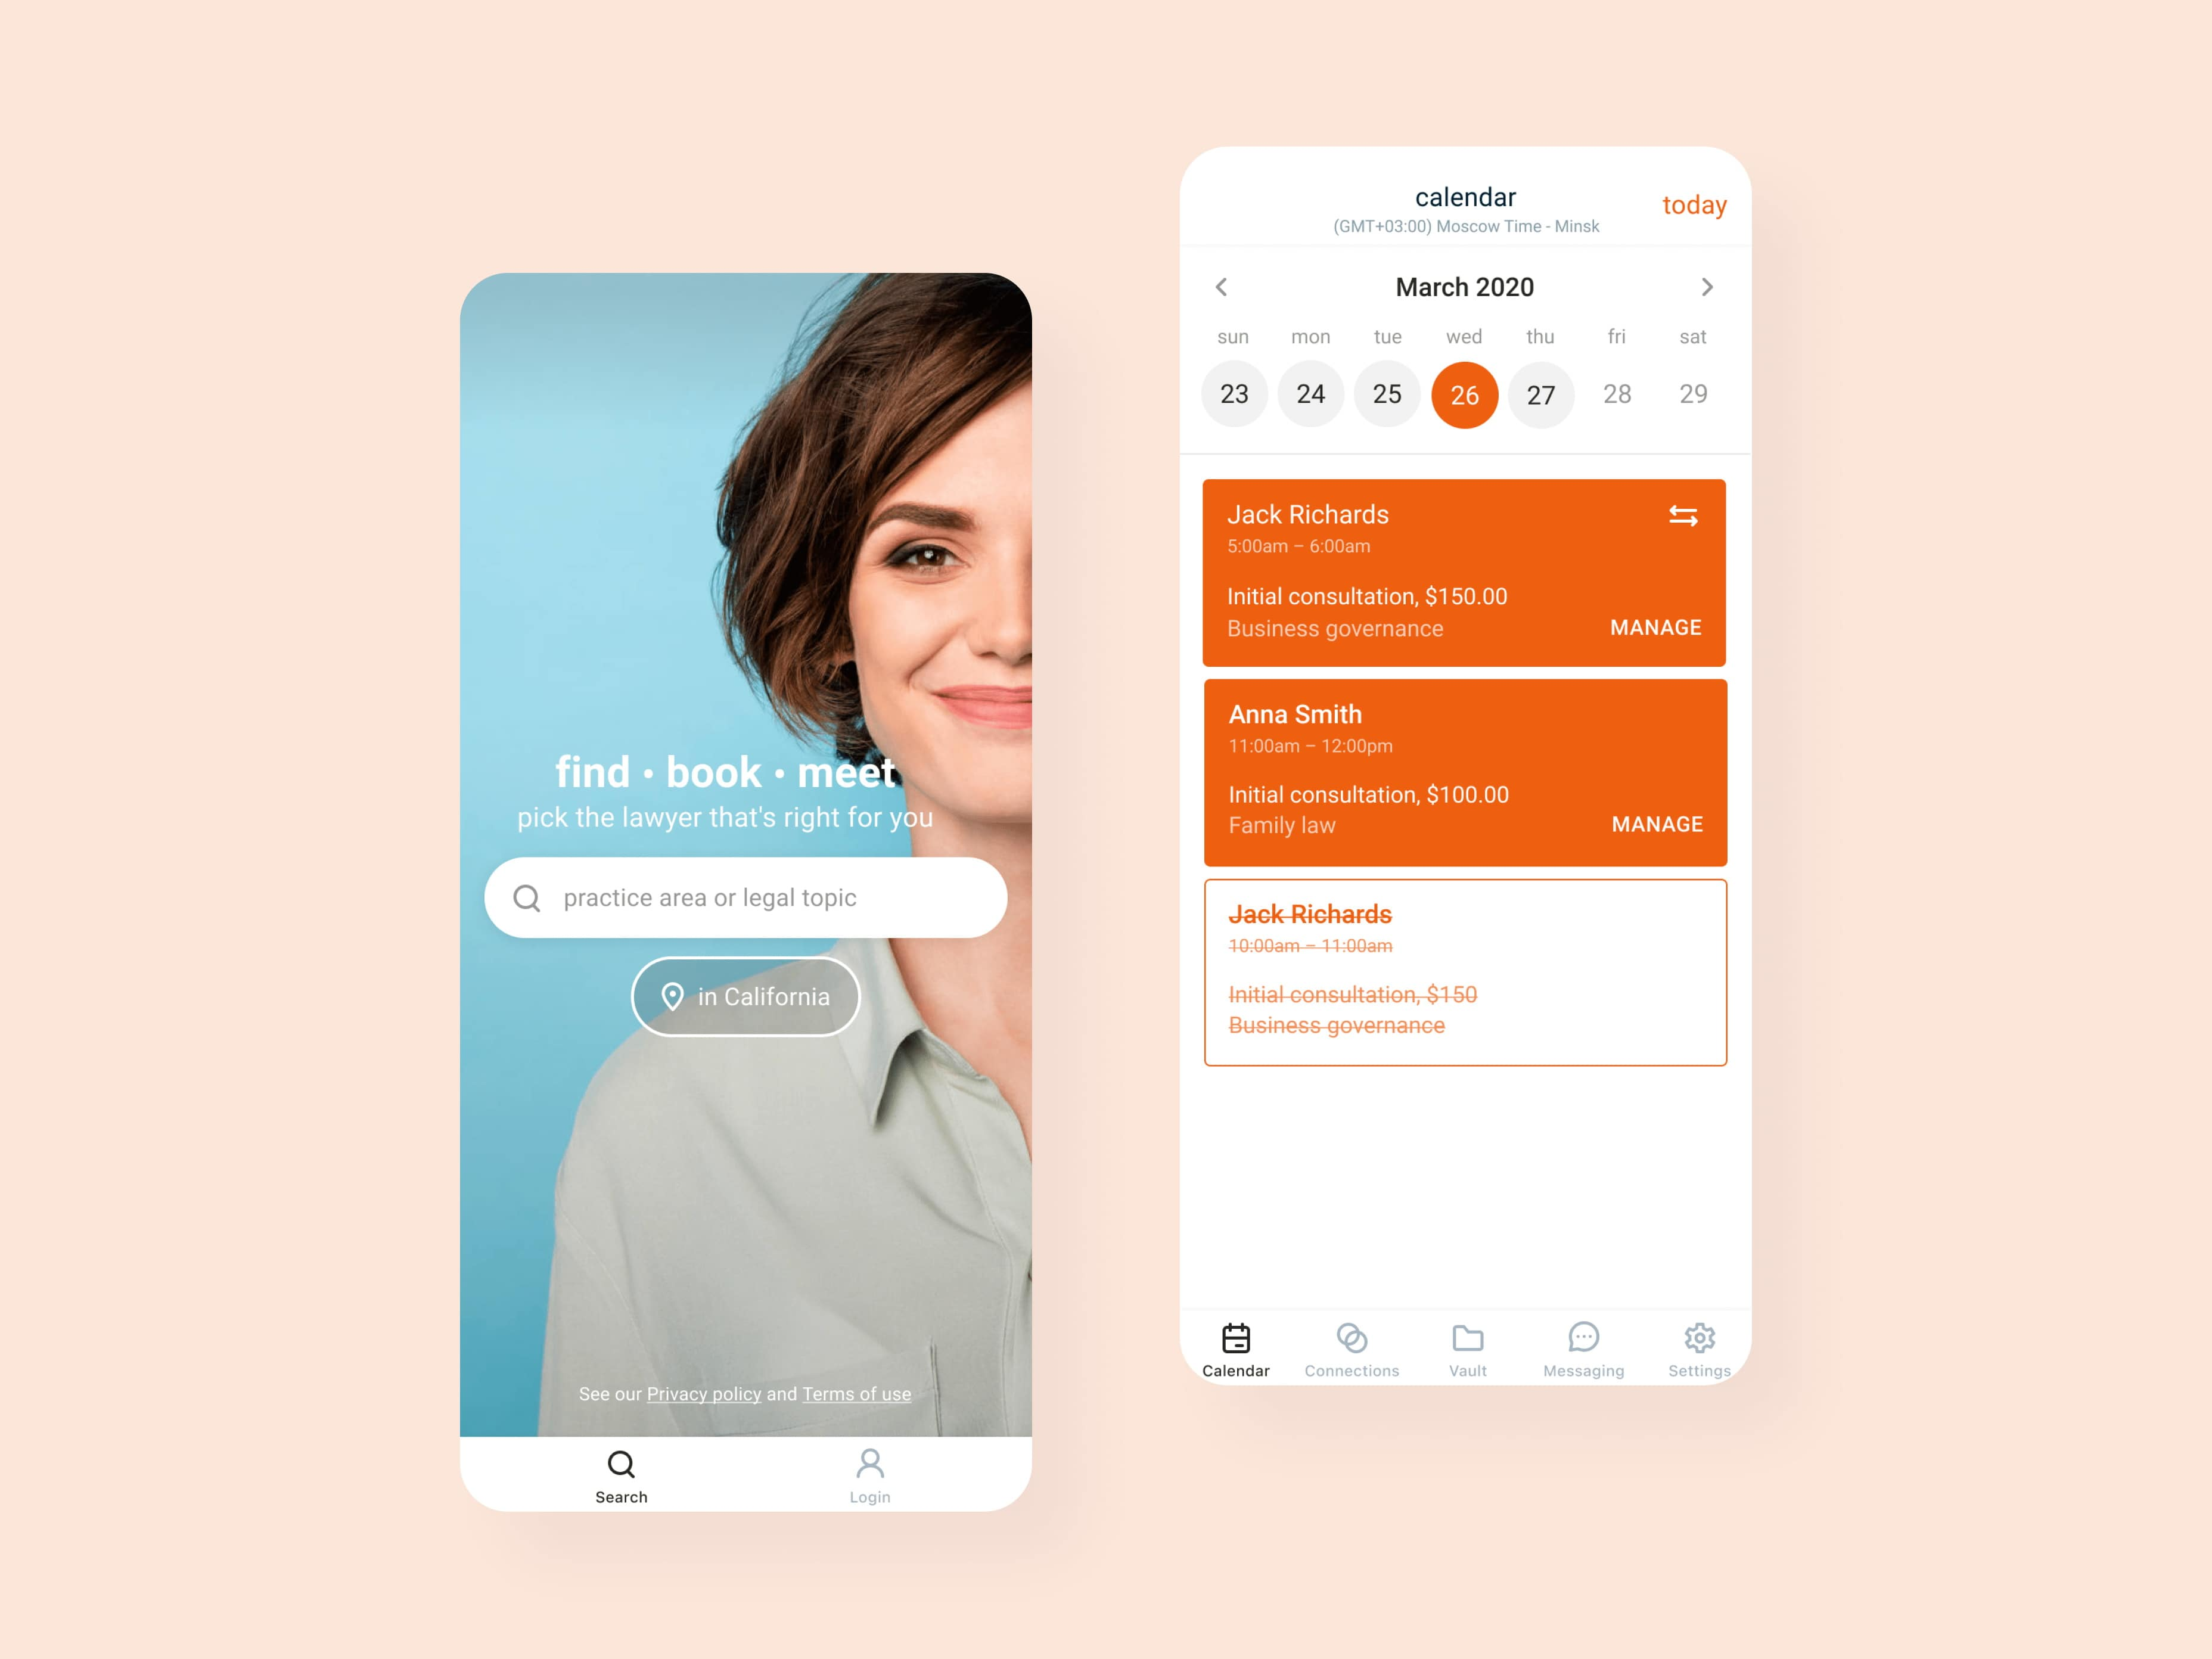 find • book • meet
pick the lawyer that's right for you
practice area or legal topic
in California
See our Privacy policy and Terms of use
Search Login
calendar
today
(GMT+03:00) Moscow Time - Minsk
March 2020
sun mon tue wed thu fri sat
23 24 25 26 27 28 29
Jack Richards
5:00am – 6:00am
Initial consultation, $150.00
Business governance
MANAGE
Anna Smith
11:00am – 12:00pm
Initial consultation, $100.00
Family law
MANAGE
Jack Richards
10:00am – 11:00am
Initial consultation, $150
Business governance
Calendar Connections Vault Messaging Settings